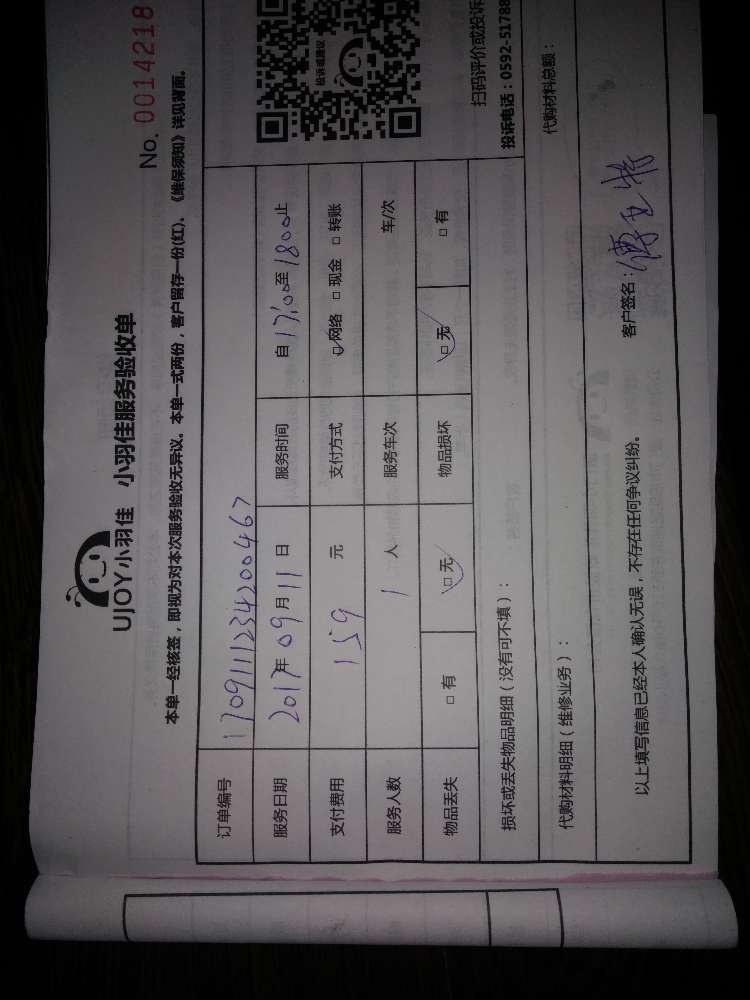 UJOY小羽佳 小羽佳服务验收单
No. 0014218
本单一经核签，即视为对本次服务验收无异议。本单一式两份，客户留存一份(红)、《维保须知》详见背面。
订单编号 1709111234200467
投诉或建议
服务日期 2017年09月11日 服务时间 自17:00至1800止
支付费用 159 元 支付方式 □网络 □现金 □转账
服务人数 1 人 服务车次 车/次
物品丢失 □有 □无 物品损坏 □无 □有
扫码评价或投诉
投诉电话：0592-51788
损坏或丢失物品明细（没有可不填）：
代购材料明细（维修业务）： 代购材料总额：
以上填写信息已经本人确认无误，不存在任何争议纠纷。 客户签名：